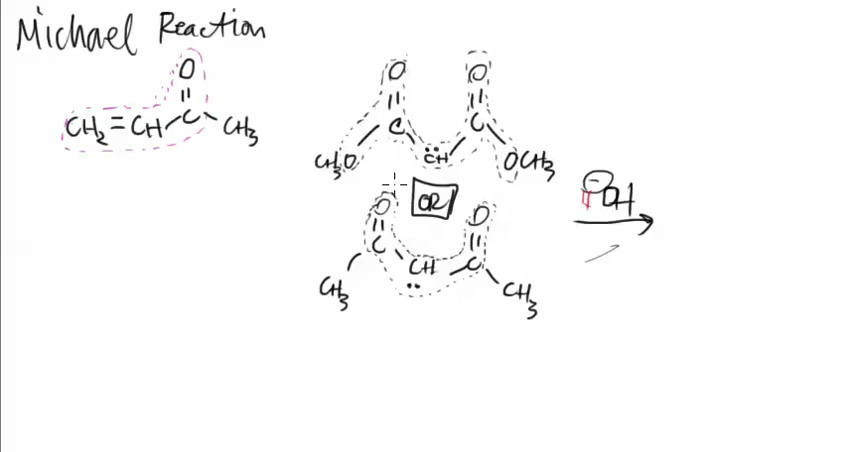 Michael Reaction
O
CH2=CH-C-CH3
O O
C C
CH3O CH OCH3
OR
⊖OH
O O
C CH C
CH3 CH3